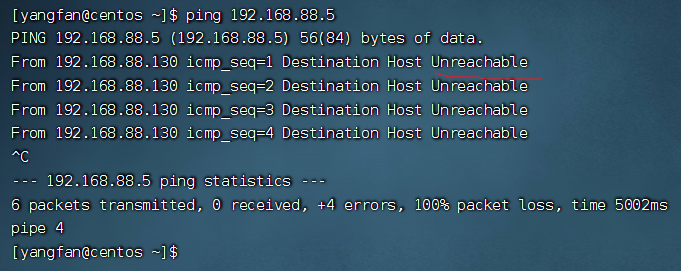 [yangfan@centos ~]$ ping 192.168.88.5
PING 192.168.88.5 (192.168.88.5) 56(84) bytes of data.
From 192.168.88.130 icmp_seq=1 Destination Host Unreachable
From 192.168.88.130 icmp_seq=2 Destination Host Unreachable
From 192.168.88.130 icmp_seq=3 Destination Host Unreachable
From 192.168.88.130 icmp_seq=4 Destination Host Unreachable
^C
--- 192.168.88.5 ping statistics ---
6 packets transmitted, 0 received, +4 errors, 100% packet loss, time 5002ms
pipe 4
[yangfan@centos ~]$